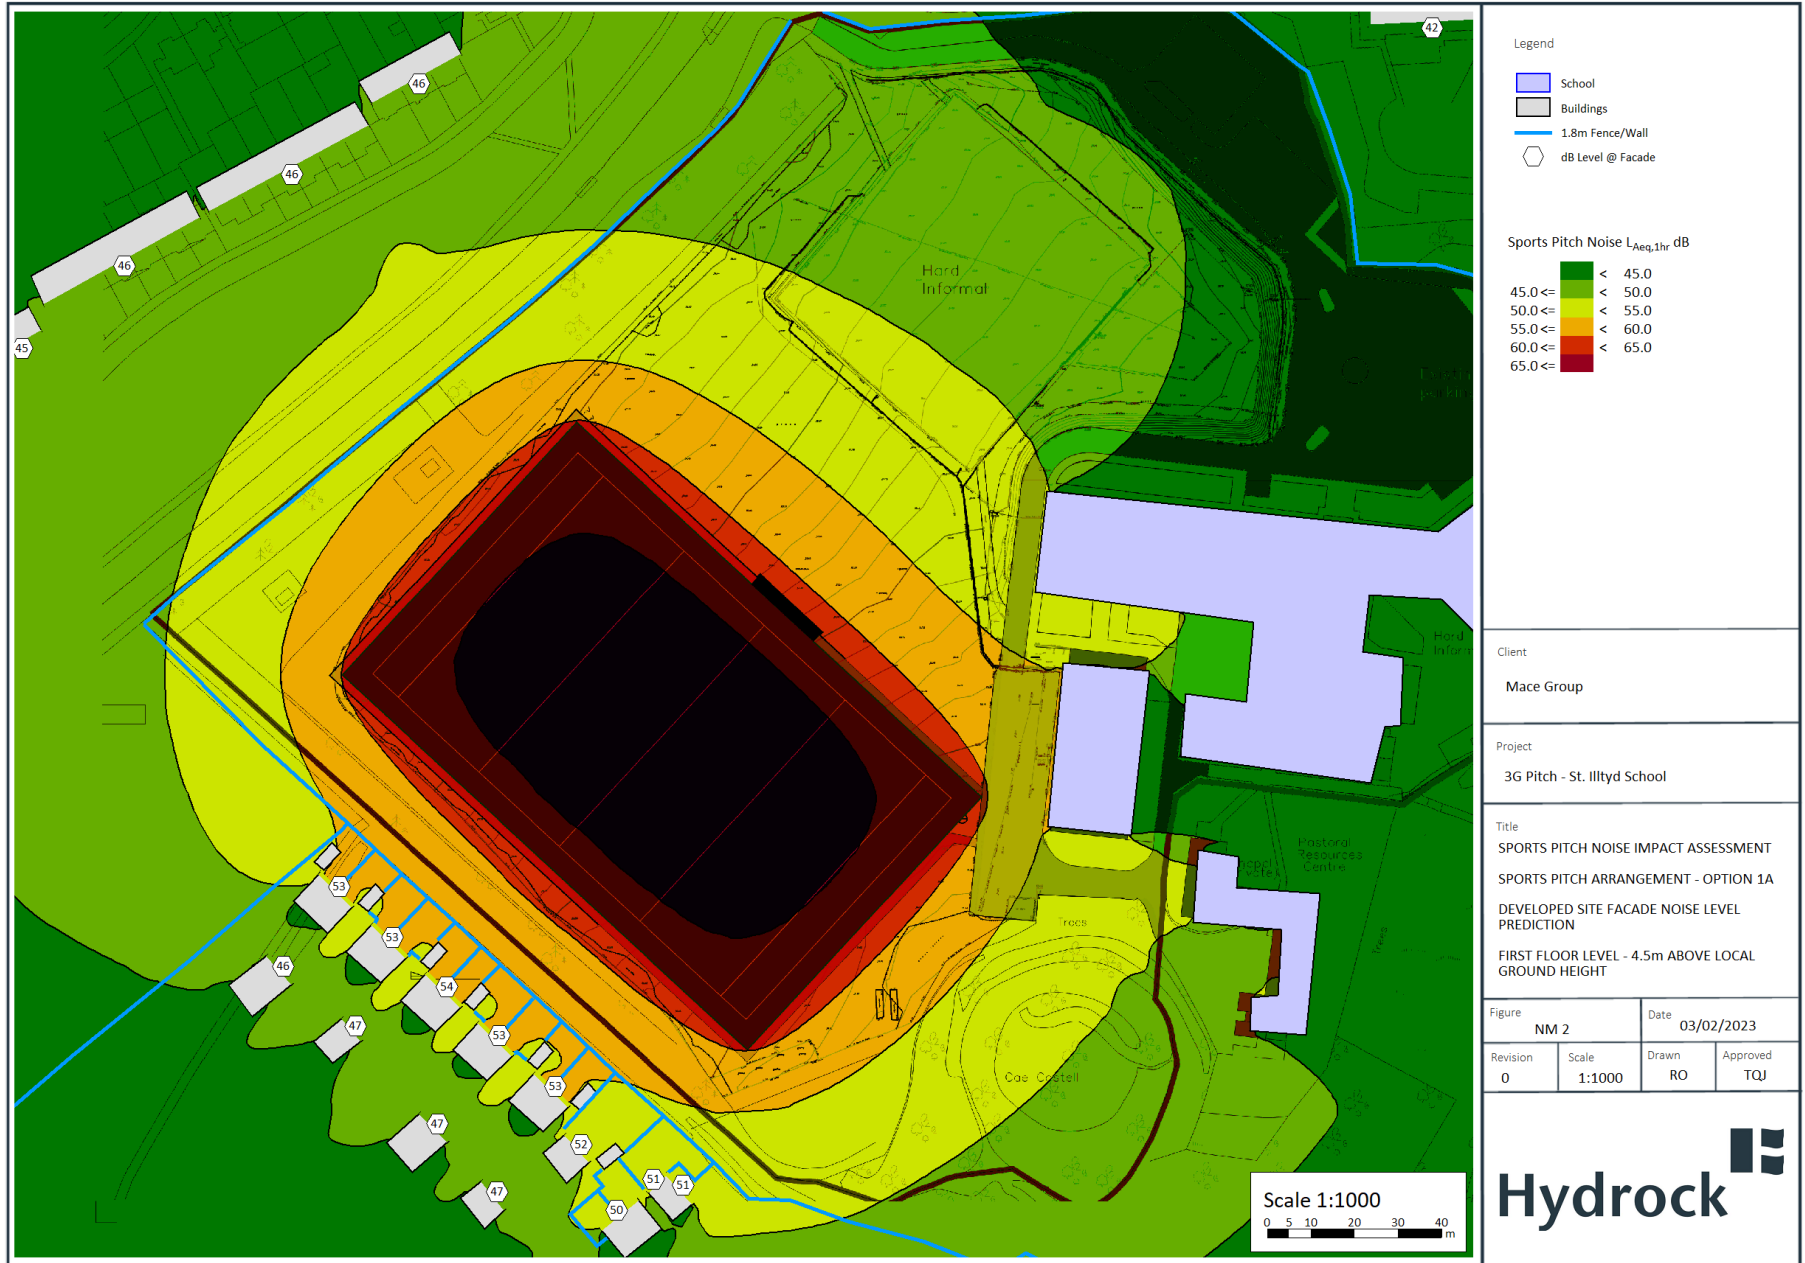 42
46
46
46
45
Hard
Informal
Hard
Trees
Cae Castell
Pastoral
Resources
Centre
Trees
53
53
54
53
53
52
51
51
50
46
47
47
47
Scale 1:1000
0 5 10 20 30 40
m
Legend
School
Buildings
1.8m Fence/Wall
dB Level @ Facade
Sports Pitch Noise LAeq,1hr dB
< 45.0
45.0 <= < 50.0
50.0 <= < 55.0
55.0 <= < 60.0
60.0 <= < 65.0
65.0 <=
Client
Mace Group
Project
3G Pitch - St. Illtyd School
Title
SPORTS PITCH NOISE IMPACT ASSESSMENT
SPORTS PITCH ARRANGEMENT - OPTION 1A
DEVELOPED SITE FACADE NOISE LEVEL
PREDICTION
FIRST FLOOR LEVEL - 4.5m ABOVE LOCAL
GROUND HEIGHT
Figure
NM 2
Date
03/02/2023
Revision
0
Scale
1:1000
Drawn
RO
Approved
TQJ
Hydrock